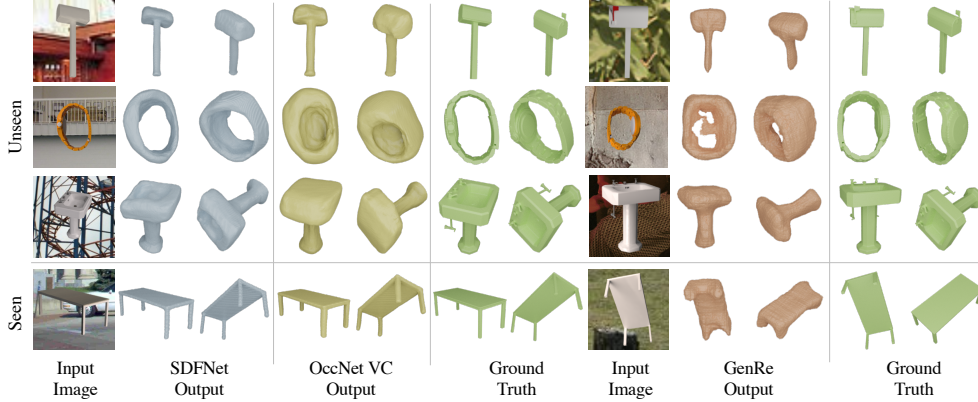 Unseen
Seen
Input
Image
SDFNet
Output
OccNet VC
Output
Ground
Truth
Input
Image
GenRe
Output
Ground
Truth